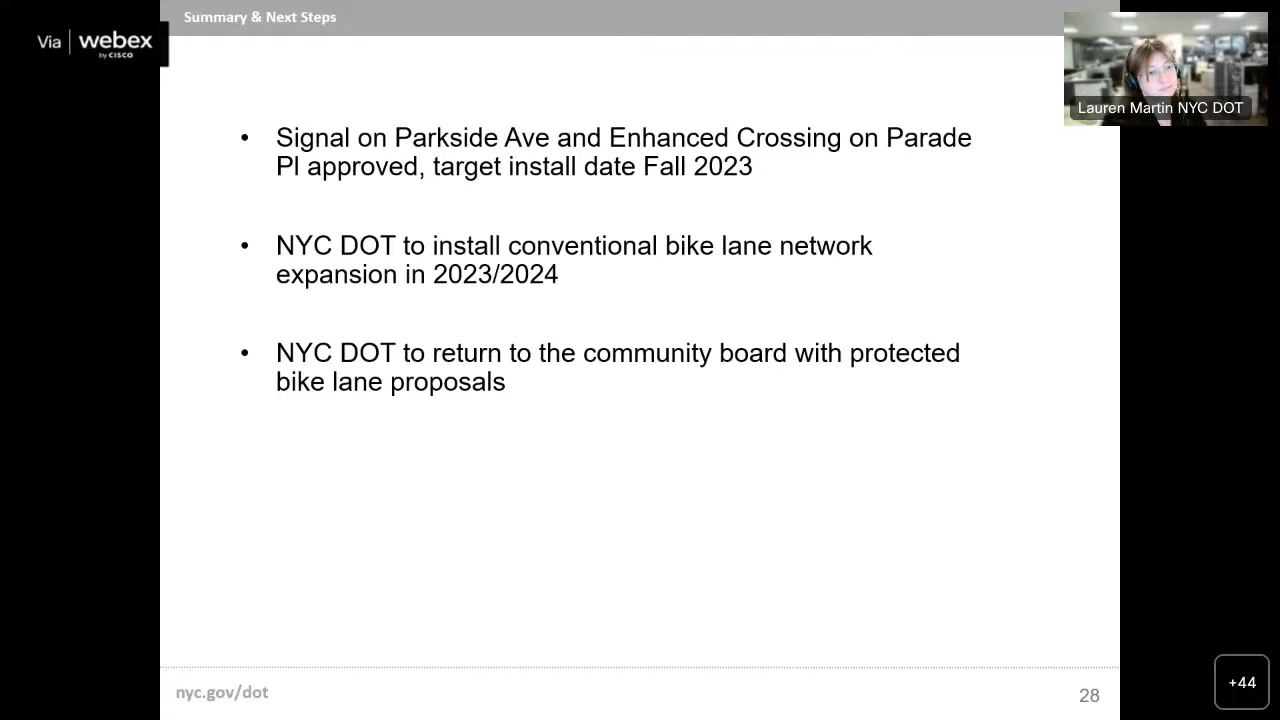 Summary & Next Steps
Via webex
by CISCO
Lauren Martin NYC DOT
• Signal on Parkside Ave and Enhanced Crossing on Parade
Pl approved, target install date Fall 2023
• NYC DOT to install conventional bike lane network
expansion in 2023/2024
• NYC DOT to return to the community board with protected
bike lane proposals
nyc.gov/dot
28
+44